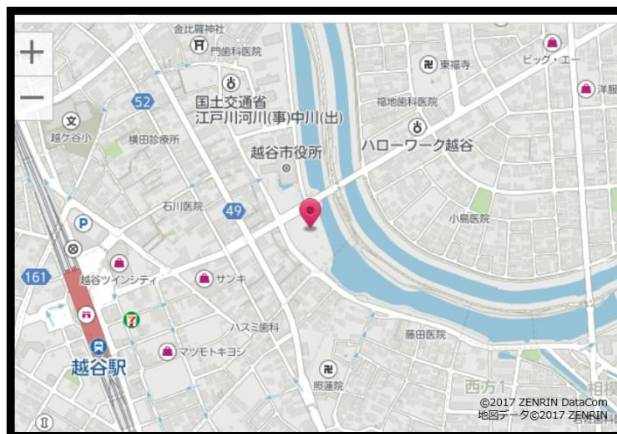 金比羅神社
門歯科医院
国土交通省
江戸川河川(事)中川(出)
52
越ケ谷小
文
横田診療所
越谷市役所
東福寺
ビッグ・エー
洋服
福地歯科医院
ハローワーク越谷
石川医院
49
小島医院
P
161
越谷ツインシティ
サンキ
7
ハスミ歯科
藤田医院
越谷駅
マツモトキヨシ
照蓮院
西方1
相模
©2017 ZENRIN DataCom
地図データ©2017 ZENRIN